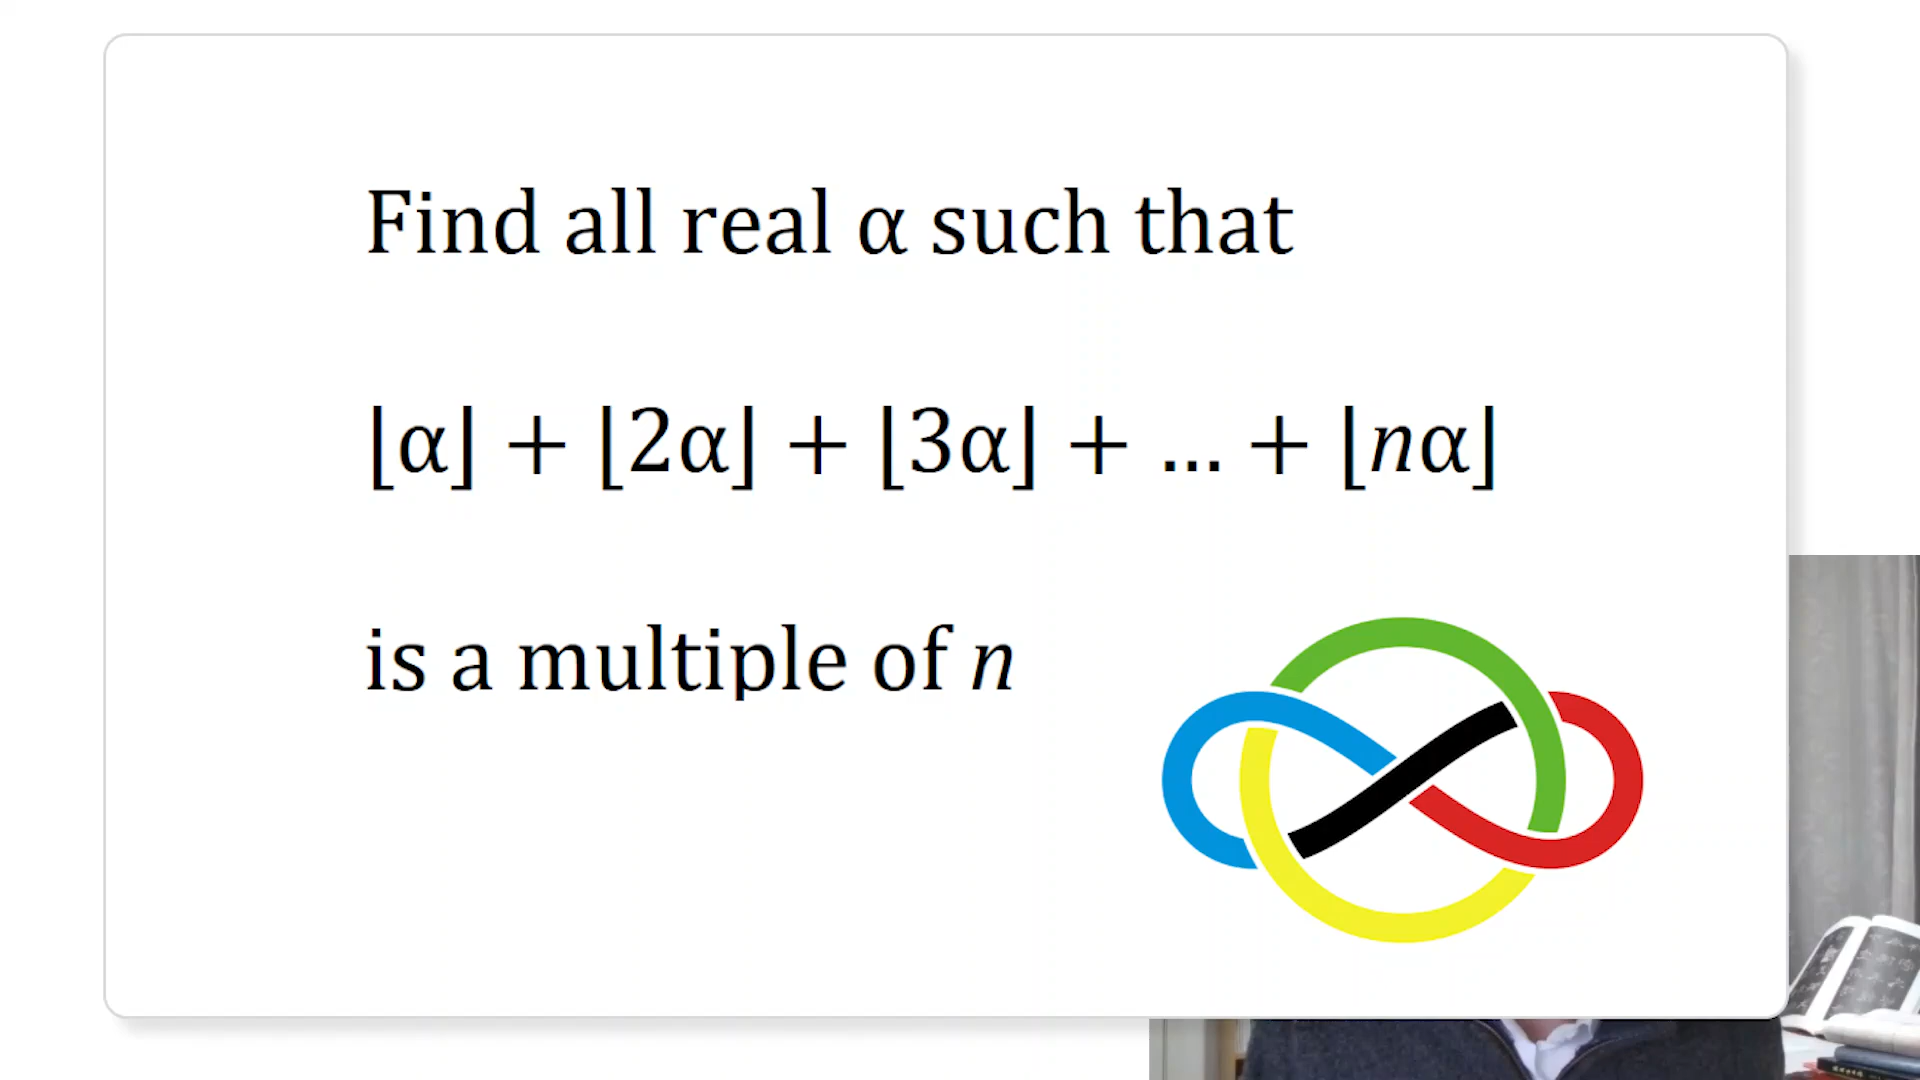 Find all real α such that
⌊α⌋ + ⌊2α⌋ + ⌊3α⌋ + … + ⌊nα⌋
is a multiple of n